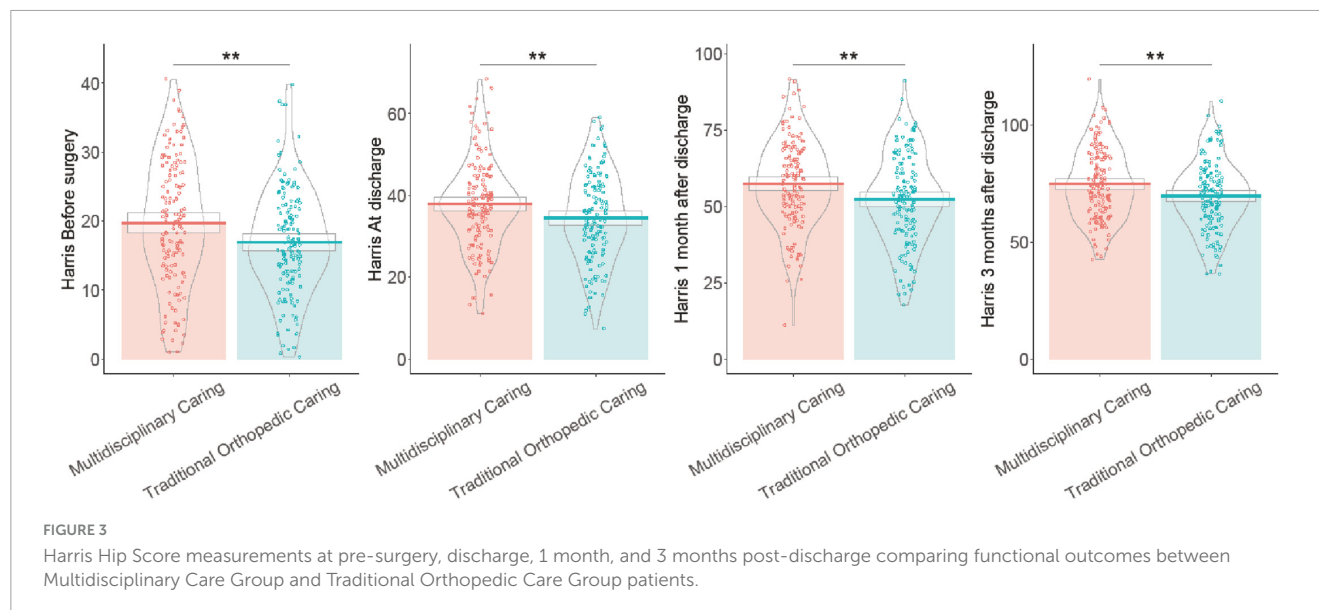 **
**
**
**
Harris Before surgery
40
30
20
10
0
Harris At discharge
60
40
20
0
Harris 1 month after discharge
100
75
50
25
0
Harris 3 months after discharge
100
50
0
Multidisciplinary Caring
Traditional Orthopedic Caring
Multidisciplinary Caring
Traditional Orthopedic Caring
Multidisciplinary Caring
Traditional Orthopedic Caring
Multidisciplinary Caring
Traditional Orthopedic Caring
FIGURE 3
Harris Hip Score measurements at pre-surgery, discharge, 1 month, and 3 months post-discharge comparing functional outcomes between
Multidisciplinary Care Group and Traditional Orthopedic Care Group patients.